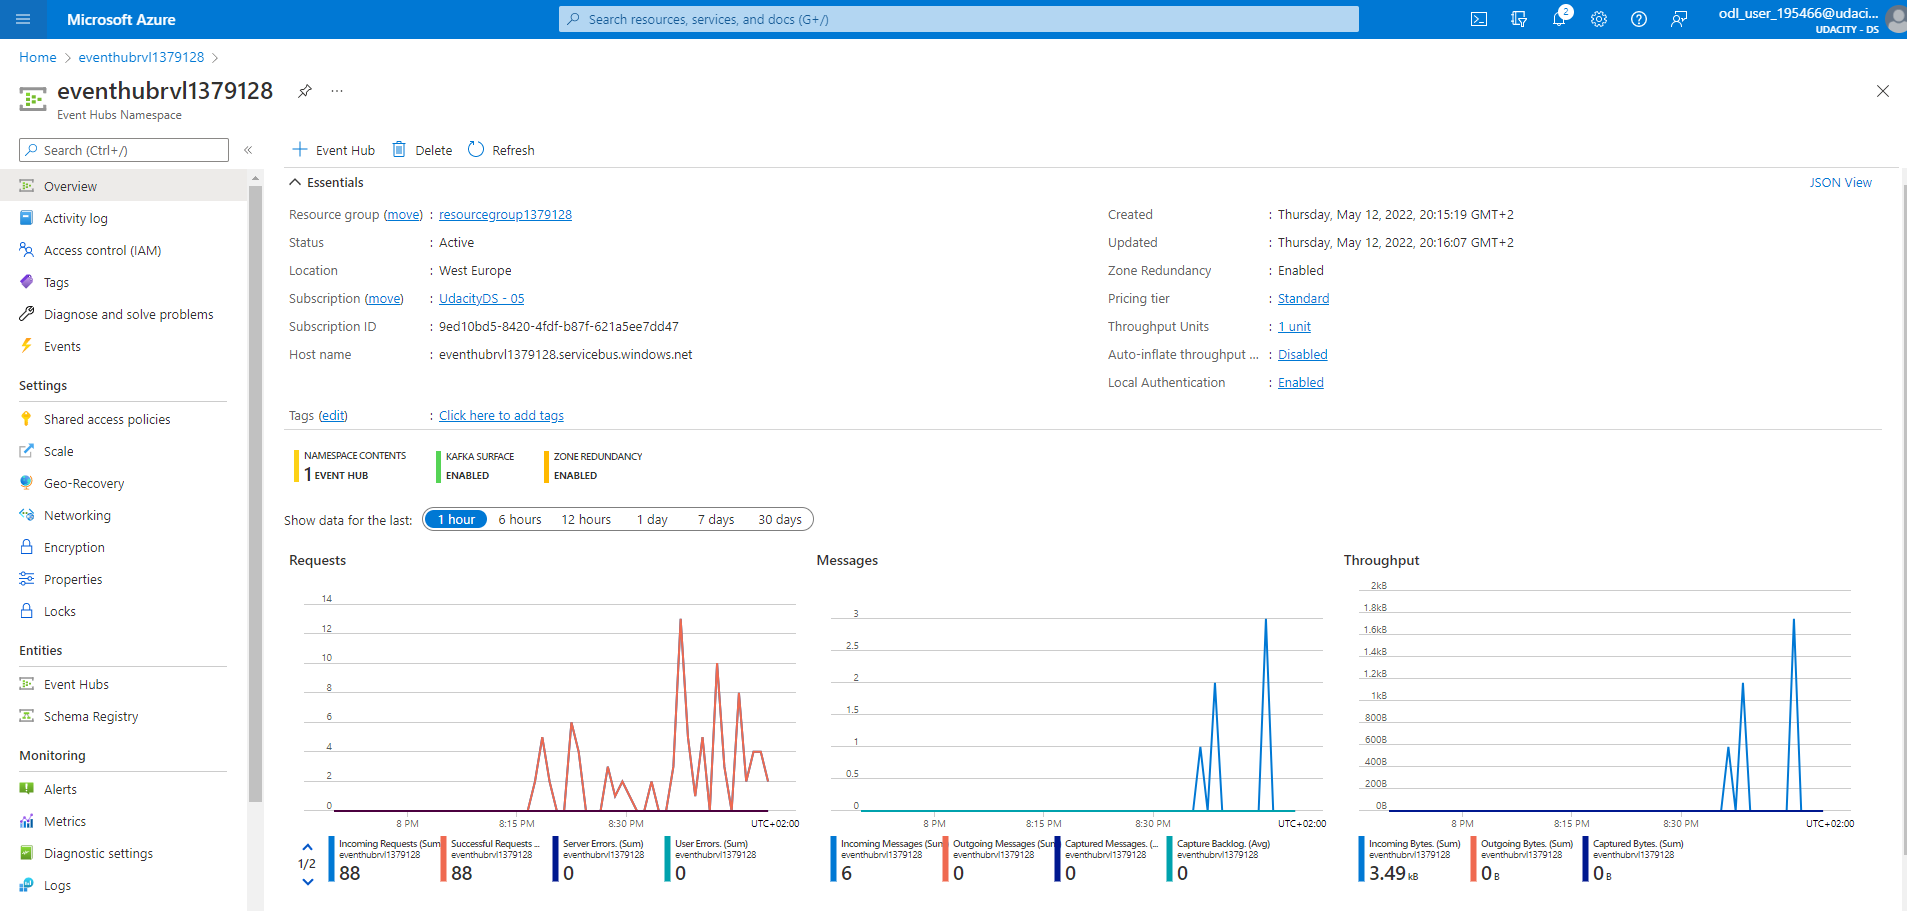 Microsoft Azure
Search resources, services, and docs (G+/)
2
odl_user_195466@udaci...
UDACITY - DS
Home > eventhubrvl1379128 >
eventhubrvl1379128
Event Hubs Namespace
Search (Ctrl+/)
Overview
Activity log
Access control (IAM)
Tags
Diagnose and solve problems
Events
Settings
Shared access policies
Scale
Geo-Recovery
Networking
Encryption
Properties
Locks
Entities
Event Hubs
Schema Registry
Monitoring
Alerts
Metrics
Diagnostic settings
Logs
Event Hub
Delete
Refresh
Essentials
JSON View
Resource group (move) : resourcegroup1379128
Status : Active
Location : West Europe
Subscription (move) : UdacityDS - 05
Subscription ID : 9ed10bd5-8420-4fdf-b87f-621a5ee7dd47
Host name : eventhubrvl1379128.servicebus.windows.net
Created : Thursday, May 12, 2022, 20:15:19 GMT+2
Updated : Thursday, May 12, 2022, 20:16:07 GMT+2
Zone Redundancy : Enabled
Pricing tier : Standard
Throughput Units : 1 unit
Auto-inflate throughput ... : Disabled
Local Authentication : Enabled
Tags (edit) : Click here to add tags
NAMESPACE CONTENTS
1 EVENT HUB
KAFKA SURFACE
ENABLED
ZONE REDUNDANCY
ENABLED
Show data for the last: 1 hour 6 hours 12 hours 1 day 7 days 30 days
Requests
14
12
10
8
6
4
2
0
8 PM 8:15 PM 8:30 PM UTC+02:00
1/2
Incoming Requests (Sum
eventhubrvl1379128
88
Successful Requests ...
eventhubrvl1379128
88
Server Errors. (Sum)
eventhubrvl1379128
0
User Errors. (Sum)
eventhubrvl1379128
0
Messages
3
2.5
2
1.5
1
0.5
0
8 PM 8:15 PM 8:30 PM UTC+02:00
Incoming Messages (Sum
eventhubrvl1379128
6
Outgoing Messages (Sum
eventhubrvl1379128
0
Captured Messages. (...
eventhubrvl1379128
0
Capture Backlog. (Avg)
eventhubrvl1379128
0
Throughput
2kB
1.8kB
1.6kB
1.4kB
1.2kB
1kB
800B
600B
400B
200B
0B
8 PM 8:15 PM 8:30 PM UTC+02:00
Incoming Bytes. (Sum)
eventhubrvl1379128
3.49 kB
Outgoing Bytes. (Sum)
eventhubrvl1379128
0 B
Captured Bytes. (Sum)
eventhubrvl1379128
0 B